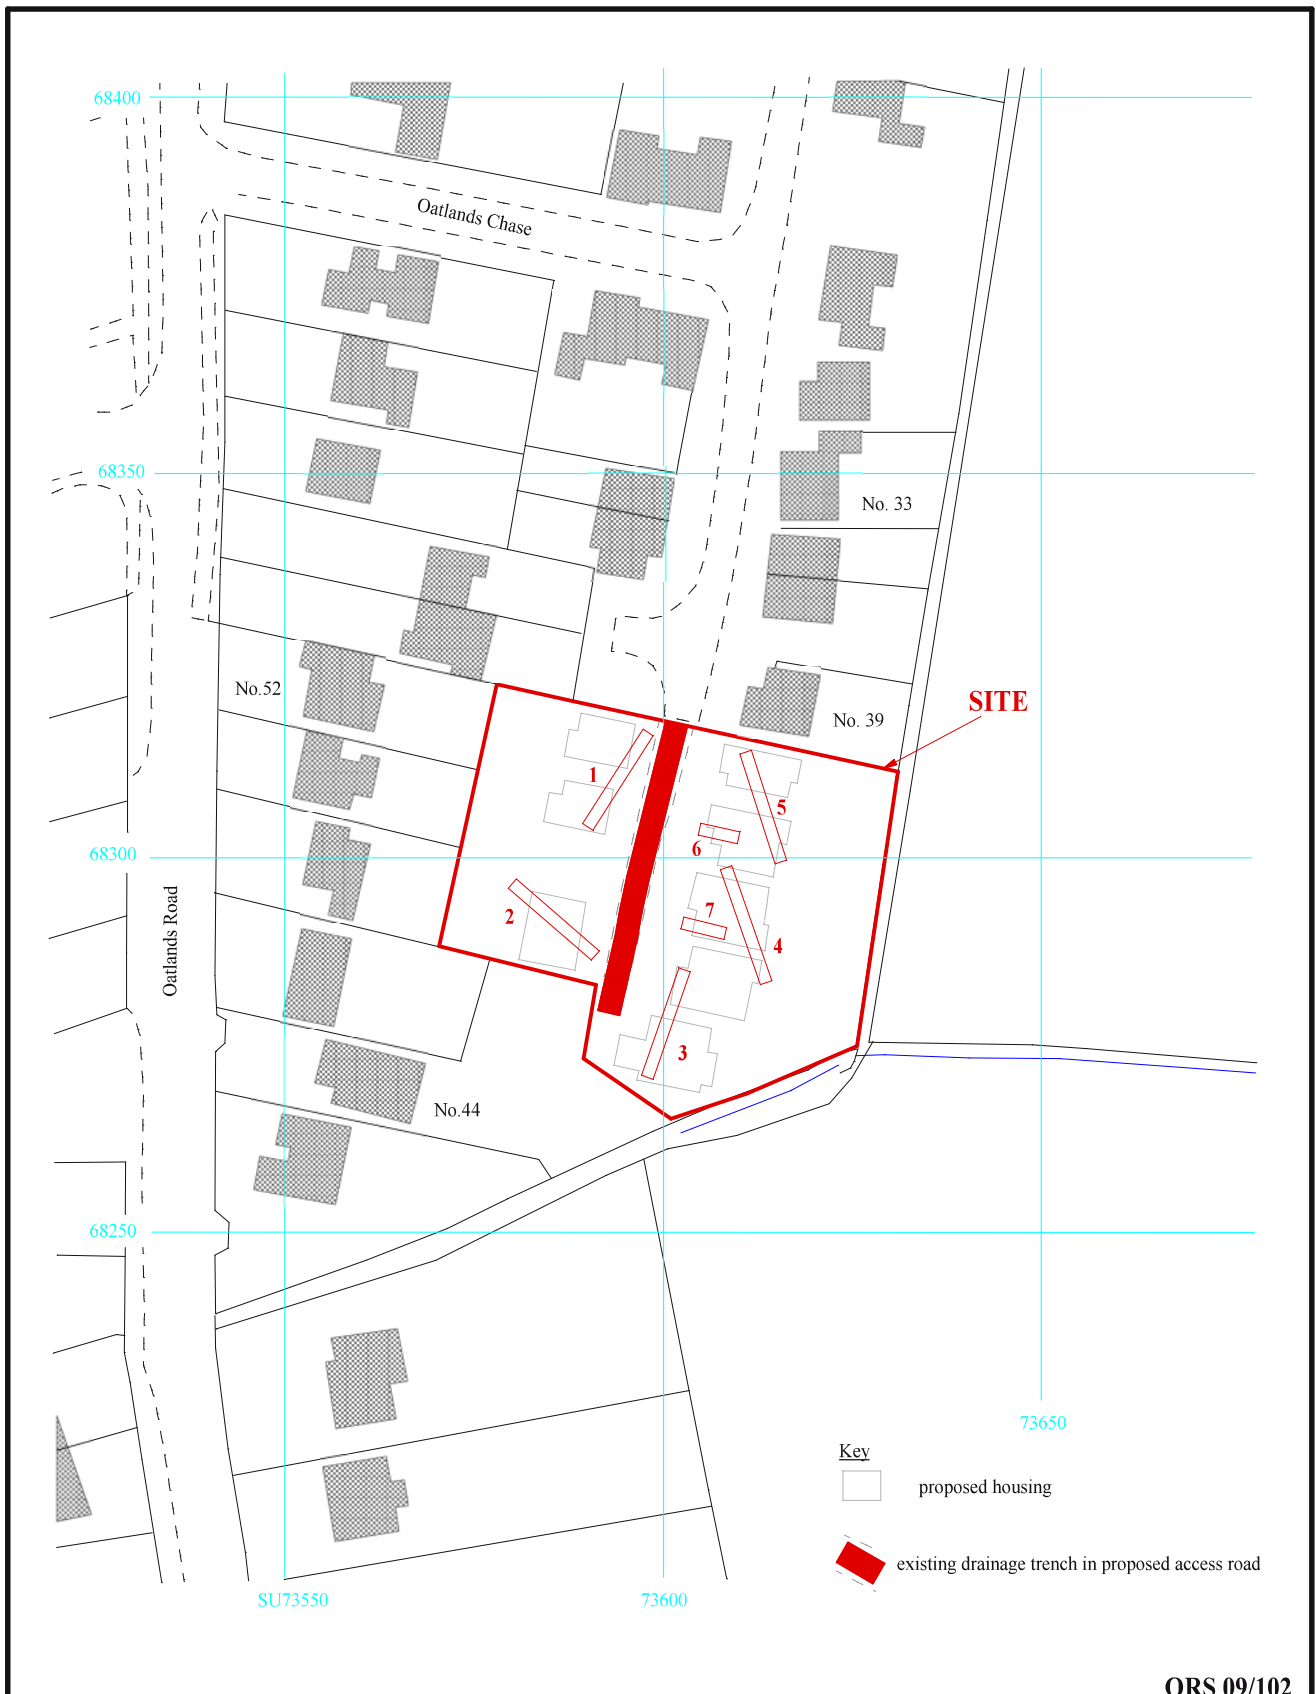 68400
Oatlands Chase
68350
No. 33
No.52
SITE
No. 39
1
5
6
68300
2
7
4
Oatlands Road
3
No.44
68250
73650
Key
proposed housing
existing drainage trench in proposed access road
SU73550
73600
ORS 09/102